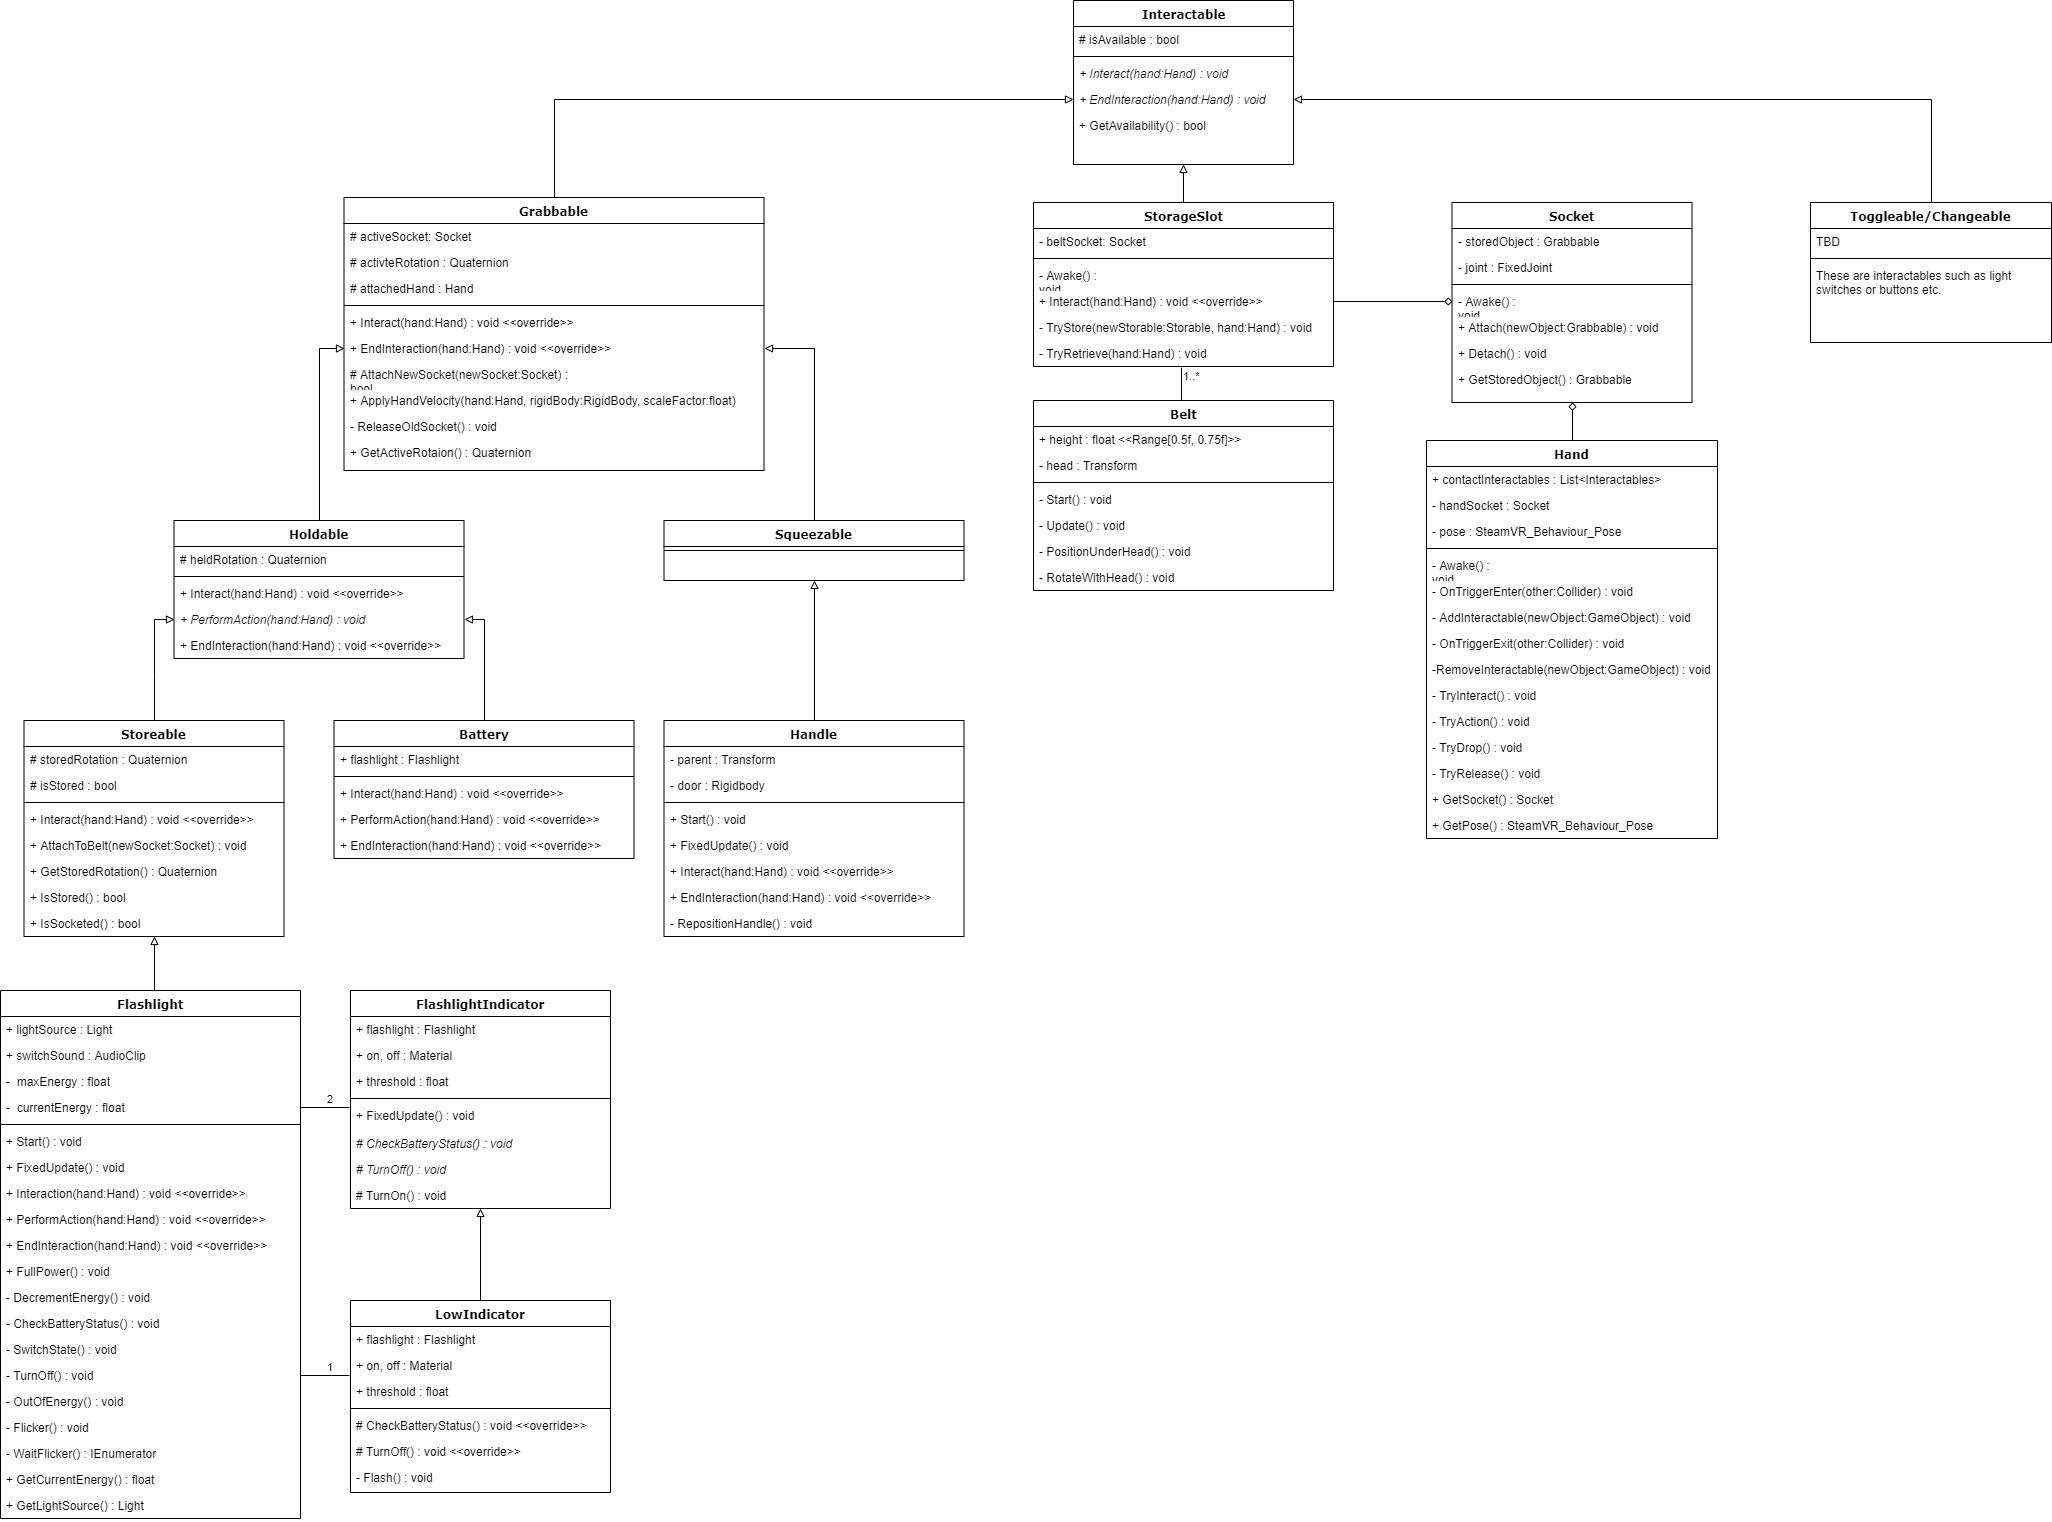 Interactable
# isAvailable : bool
+ Interact(hand:Hand) : void
+ EndInteraction(hand:Hand) : void
+ GetAvailability() : bool
Grabbable
# activeSocket: Socket
# activteRotation : Quaternion
# attachedHand : Hand
+ Interact(hand:Hand) : void <<override>>
+ EndInteraction(hand:Hand) : void <<override>>
# AttachNewSocket(newSocket:Socket) :
bool
+ ApplyHandVelocity(hand:Hand, rigidBody:RigidBody, scaleFactor:float)
- ReleaseOldSocket() : void
+ GetActiveRotaion() : Quaternion
StorageSlot
- beltSocket: Socket
- Awake() :
void
+ Interact(hand:Hand) : void <<override>>
- TryStore(newStorable:Storable, hand:Hand) : void
- TryRetrieve(hand:Hand) : void
1..*
Socket
- storedObject : Grabbable
- joint : FixedJoint
- Awake() :
void
+ Attach(newObject:Grabbable) : void
+ Detach() : void
+ GetStoredObject() : Grabbable
Toggleable/Changeable
TBD
These are interactables such as light
switches or buttons etc.
Belt
+ height : float <<Range[0.5f, 0.75f]>>
- head : Transform
- Start() : void
- Update() : void
- PositionUnderHead() : void
- RotateWithHead() : void
Hand
+ contactInteractables : List<Interactables>
- handSocket : Socket
- pose : SteamVR_Behaviour_Pose
- Awake() :
void
- OnTriggerEnter(other:Collider) : void
- AddInteractable(newObject:GameObject) : void
- OnTriggerExit(other:Collider) : void
-RemoveInteractable(newObject:GameObject) : void
- TryInteract() : void
- TryAction() : void
- TryDrop() : void
- TryRelease() : void
+ GetSocket() : Socket
+ GetPose() : SteamVR_Behaviour_Pose
Holdable
# heldRotation : Quaternion
+ Interact(hand:Hand) : void <<override>>
+ PerformAction(hand:Hand) : void
+ EndInteraction(hand:Hand) : void <<override>>
Squeezable
Storeable
# storedRotation : Quaternion
# isStored : bool
+ Interact(hand:Hand) : void <<override>>
+ AttachToBelt(newSocket:Socket) : void
+ GetStoredRotation() : Quaternion
+ IsStored() : bool
+ IsSocketed() : bool
Battery
+ flashlight : Flashlight
+ Interact(hand:Hand) : void <<override>>
+ PerformAction(hand:Hand) : void <<override>>
+ EndInteraction(hand:Hand) : void <<override>>
Handle
- parent : Transform
- door : Rigidbody
+ Start() : void
+ FixedUpdate() : void
+ Interact(hand:Hand) : void <<override>>
+ EndInteraction(hand:Hand) : void <<override>>
- RepositionHandle() : void
Flashlight
+ lightSource : Light
+ switchSound : AudioClip
- maxEnergy : float
- currentEnergy : float
+ Start() : void
+ FixedUpdate() : void
+ Interaction(hand:Hand) : void <<override>>
+ PerformAction(hand:Hand) : void <<override>>
+ EndInteraction(hand:Hand) : void <<override>>
+ FullPower() : void
- DecrementEnergy() : void
- CheckBatteryStatus() : void
- SwitchState() : void
- TurnOff() : void
- OutOfEnergy() : void
- Flicker() : void
- WaitFlicker() : IEnumerator
+ GetCurrentEnergy() : float
+ GetLightSource() : Light
2
1
FlashlightIndicator
+ flashlight : Flashlight
+ on, off : Material
+ threshold : float
+ FixedUpdate() : void
# CheckBatteryStatus() : void
# TurnOff() : void
# TurnOn() : void
LowIndicator
+ flashlight : Flashlight
+ on, off : Material
+ threshold : float
# CheckBatteryStatus() : void <<override>>
# TurnOff() : void <<override>>
- Flash() : void